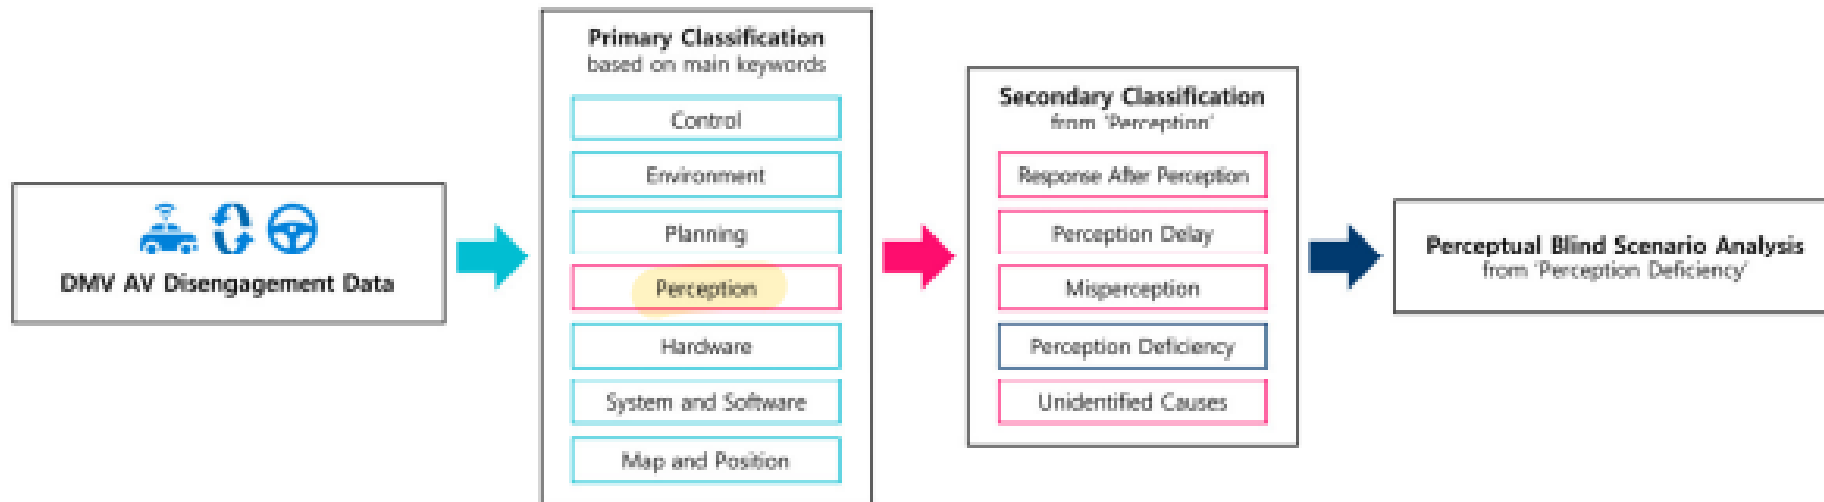 DMV AV Disengagement Data
Primary Classification
based on main keywords
Control
Environment
Planning
Perception
Hardware
System and Software
Map and Position
Secondary Classification
from 'Perception'
Response After Perception
Perception Delay
Misperception
Perception Deficiency
Unidentified Causes
Perceptual Blind Scenario Analysis
from 'Perception Deficiency'